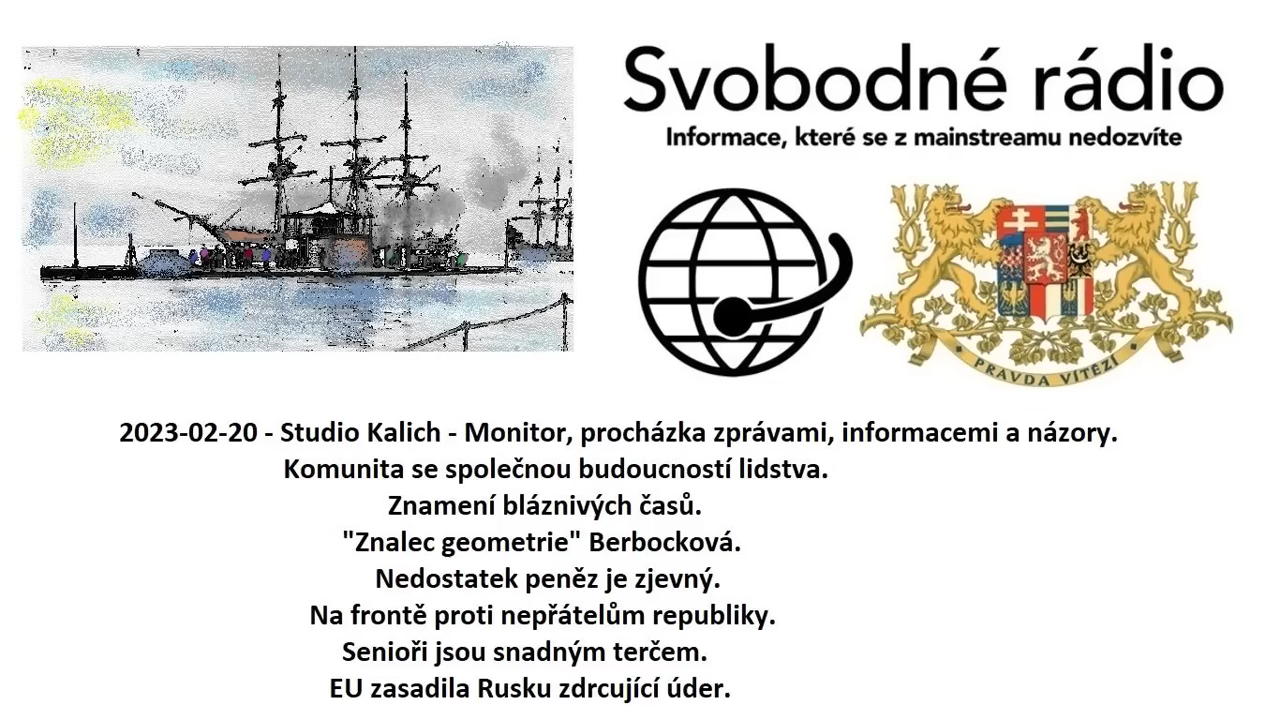 Svobodné rádio
Informace, které se z mainstreamu nedozvíte
PRAVDA VÍTĚZÍ
2023-02-20 - Studio Kalich - Monitor, procházka zprávami, informacemi a názory.
Komunita se společnou budoucností lidstva.
Znamení bláznivých časů.
"Znalec geometrie" Berbocková.
Nedostatek peněz je zjevný.
Na frontě proti nepřátelům republiky.
Senioři jsou snadným terčem.
EU zasadila Rusku zdrcující úder.